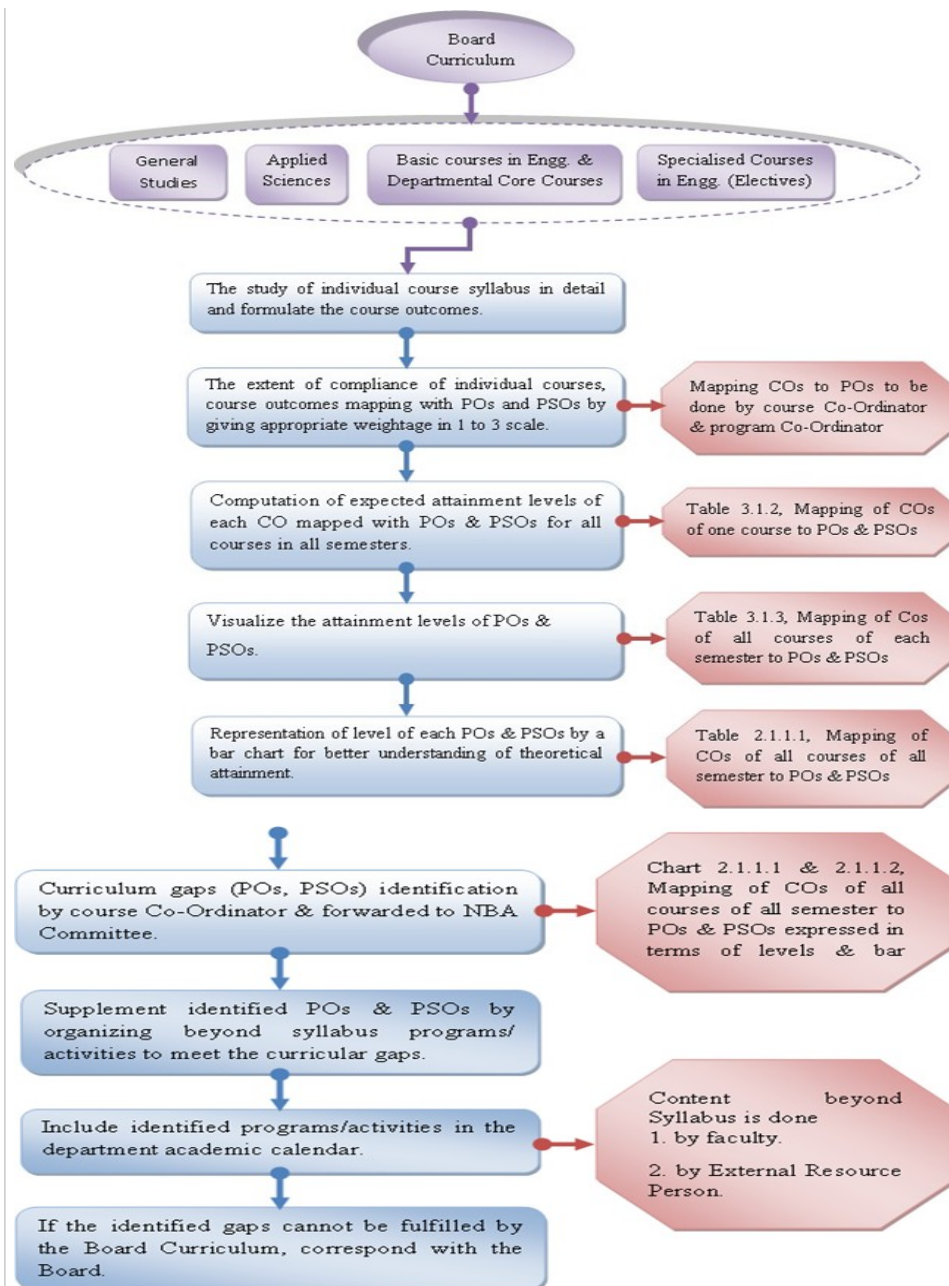 Board
Curriculum
General
Studies
Applied
Sciences
Basic courses in Engg. &
Departmental Core Courses
Specialised Courses
in Engg. (Electives)
The study of individual course syllabus in detail
and formulate the course outcomes.
The extent of compliance of individual courses,
course outcomes mapping with POs and PSOs by
giving appropriate weightage in 1 to 3 scale.
Mapping COs to POs to be
done by course Co-Ordinator
& program Co-Ordinator
Computation of expected attainment levels of
each CO mapped with POs & PSOs for all
courses in all semesters.
Table 3.1.2, Mapping of COs
of one course to POs & PSOs
Visualize the attainment levels of POs &
PSOs.
Table 3.1.3, Mapping of Cos
of all courses of each
semester to POs & PSOs
Representation of level of each POs & PSOs by a
bar chart for better understanding of theoretical
attainment.
Table 2.1.1.1, Mapping of
COs of all courses of all
semester to POs & PSOs
Curriculum gaps (POs, PSOs) identification
by course Co-Ordinator & forwarded to NBA
Committee.
Chart 2.1.1.1 & 2.1.1.2,
Mapping of COs of all
courses of all semester to
POs & PSOs expressed in
terms of levels & bar
Supplement identified POs & PSOs by
organizing beyond syllabus programs/
activities to meet the curricular gaps.
Include identified programs/activities in the
department academic calendar.
Content beyond
Syllabus is done
1. by faculty.
2. by External Resource
Person.
If the identified gaps cannot be fulfilled by
the Board Curriculum, correspond with the
Board.